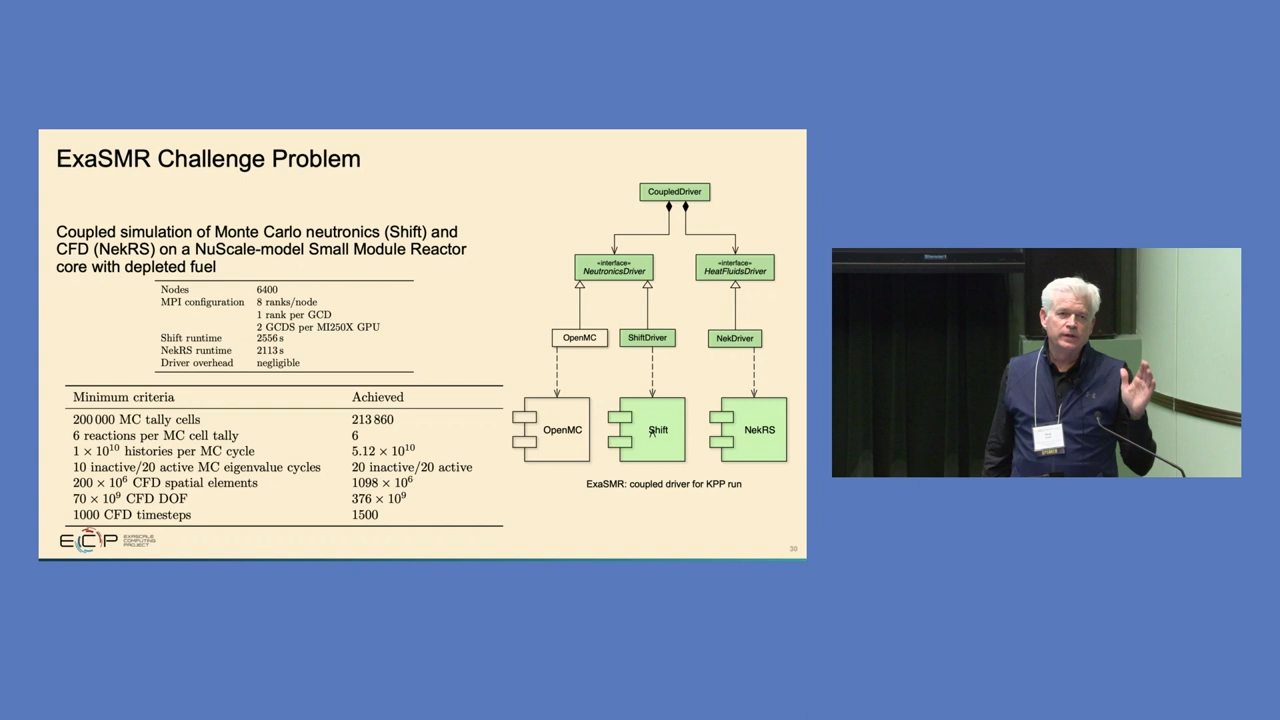 ExaSMR Challenge Problem
Coupled simulation of Monte Carlo neutronics (Shift) and
CFD (NekRS) on a NuScale-model Small Module Reactor
core with depleted fuel
Nodes 6400
MPI configuration 8 ranks/node
1 rank per GCD
2 GCDS per MI250X GPU
Shift runtime 2556 s
NekRS runtime 2113 s
Driver overhead negligible
Minimum criteria Achieved
200 000 MC tally cells 213 860
6 reactions per MC cell tally 6
1 × 10¹⁰ histories per MC cycle 5.12 × 10¹⁰
10 inactive/20 active MC eigenvalue cycles 20 inactive/20 active
200 × 10⁶ CFD spatial elements 1098 × 10⁶
70 × 10⁹ CFD DOF 376 × 10⁹
1000 CFD timesteps 1500
CoupledDriver
«interface»
NeutronicsDriver
«interface»
HeatFluidsDriver
OpenMC
ShiftDriver
NekDriver
OpenMC
Shift
NekRS
ExaSMR: coupled driver for KPP run
ECP
EXASCALE
COMPUTING
PROJECT
30
SPEAKER